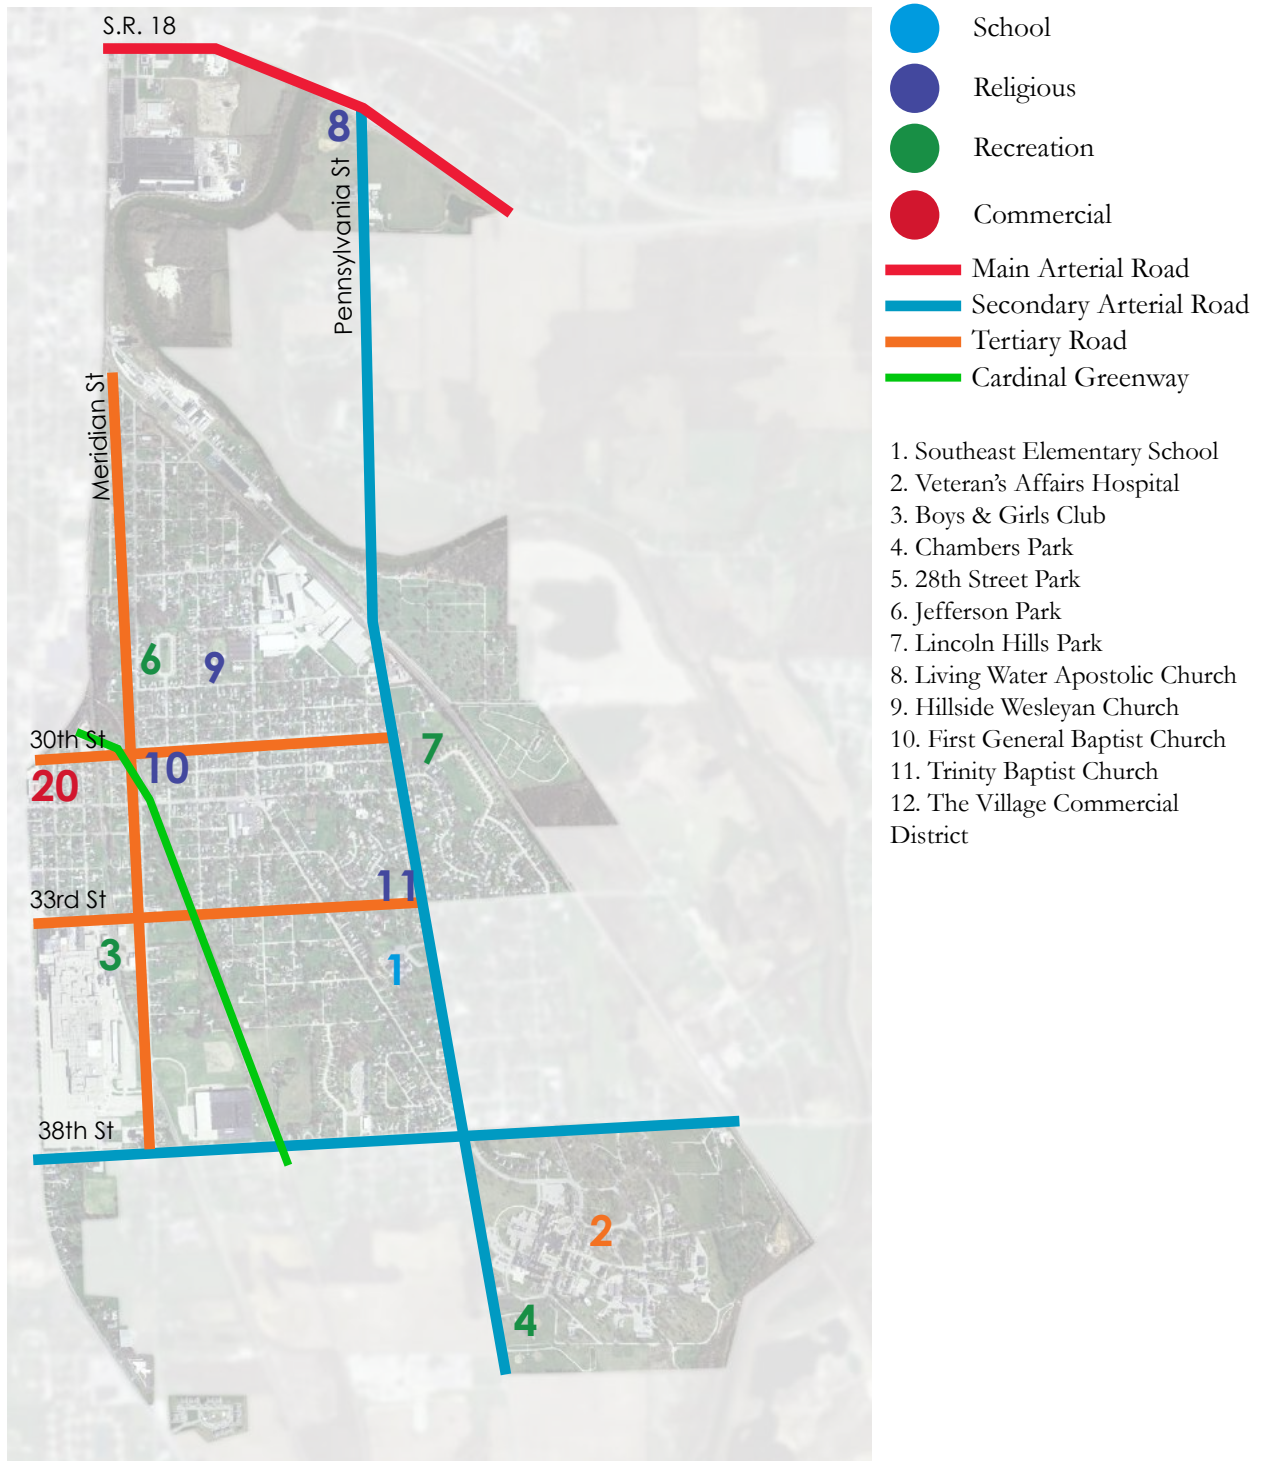 S.R. 18
8
Pennsylvania St
Meridian St
6
9
30th St
7
20
10
33rd St
11
3
1
38th St
2
4
School
Religious
Recreation
Commercial
Main Arterial Road
Secondary Arterial Road
Tertiary Road
Cardinal Greenway
1. Southeast Elementary School
2. Veteran’s Affairs Hospital
3. Boys & Girls Club
4. Chambers Park
5. 28th Street Park
6. Jefferson Park
7. Lincoln Hills Park
8. Living Water Apostolic Church
9. Hillside Wesleyan Church
10. First General Baptist Church
11. Trinity Baptist Church
12. The Village Commercial
District